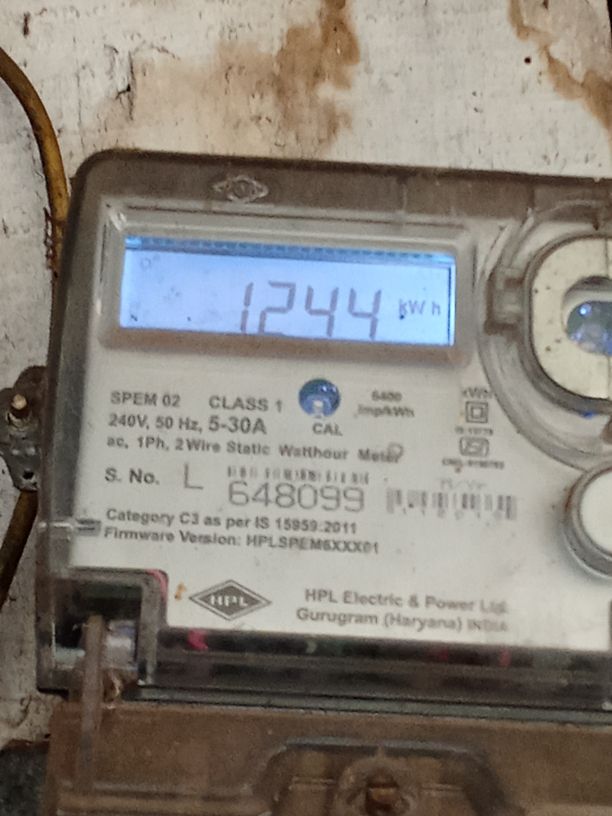 1244 kWh
SPEM 02 CLASS 1
6400 imp/kWh
240V, 50 Hz, 5-30A
CAL
ac, 1Ph, 2Wire Static Watthour Meter
S. No. L 648099
Category C3 as per IS 15959:2011
Firmware Version: HPLSPEM6XXX01
HPL
HPL Electric & Power Ltd.
Gurugram (Haryana) INDIA